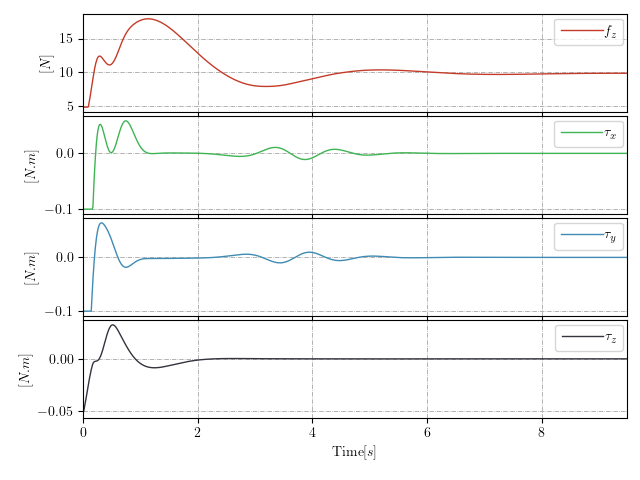 15
10
5
[N]
f_z
0.0
−0.1
[N.m]
τ_x
0.0
−0.1
[N.m]
τ_y
0.00
−0.05
[N.m]
τ_z
0 2 4 6 8
Time[s]